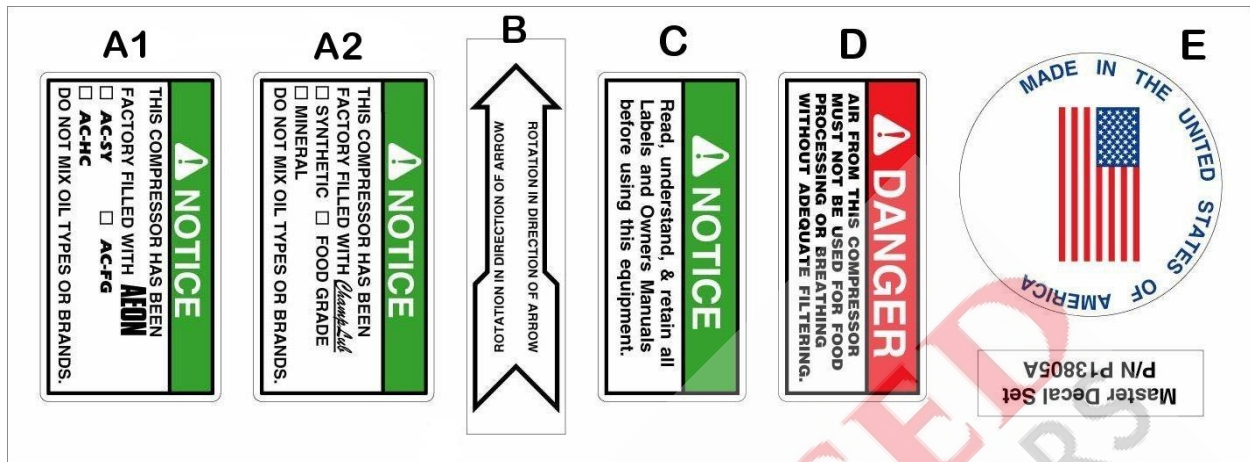 A1
⚠ NOTICE
THIS COMPRESSOR HAS BEEN
FACTORY FILLED WITH AEON
☐ AC-SY ☐ AC-FG
☐ AC-HC
DO NOT MIX OIL TYPES OR BRANDS.
A2
⚠ NOTICE
THIS COMPRESSOR HAS BEEN
FACTORY FILLED WITH ChampLub
☐ SYNTHETIC ☐ FOOD GRADE
☐ MINERAL
DO NOT MIX OIL TYPES OR BRANDS.
B
ROTATION IN DIRECTION OF ARROW
ROTATION IN DIRECTION OF ARROW
C
⚠ NOTICE
Read, understand, & retain all
Labels and Owners Manuals
before using this equipment.
D
⚠ DANGER
AIR FROM THIS COMPRESSOR
MUST NOT BE USED FOR FOOD
PROCESSING OR BREATHING
WITHOUT ADEQUATE FILTERING.
E
MADE IN THE UNITED STATES OF AMERICA
Master Decal Set
P/N P13805A